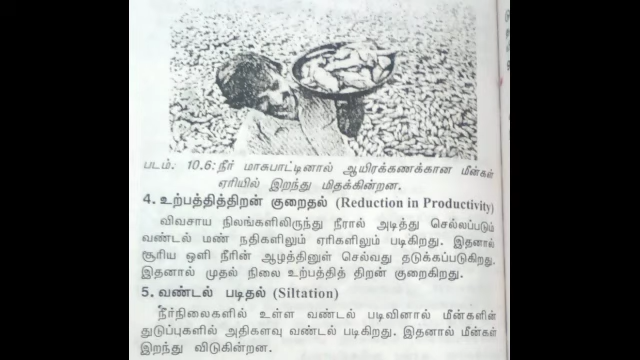 படம். 10.6: நீர் மாசுபாட்டினால் ஆயிரக்கணக்கான மீன்கள்
ஏரியில் இறந்து மிதக்கின்றன.
4. உற்பத்தித்திறன் குறைதல் (Reduction in Productivity)
விவசாய நிலங்களிலிருந்து நீரால் அடித்து செல்லப்படும்
வண்டல் மண் நதிகளிலும் ஏரிகளிலும் படிகிறது. இதனால்
சூரிய ஒளி நீரின் ஆழத்தினுள் செல்வது தடுக்கப்படுகிறது.
இதனால் முதல் நிலை உற்பத்தித் திறன் குறைகிறது.
5. வண்டல் படிதல் (Siltation)
நீர்நிலைகளில் உள்ள வண்டல் படிவினால் மீன்களின்
துடுப்புகளில் அதிகளவு வண்டல் படிகிறது. இதனால் மீன்கள்
இறந்து விடுகின்றன.